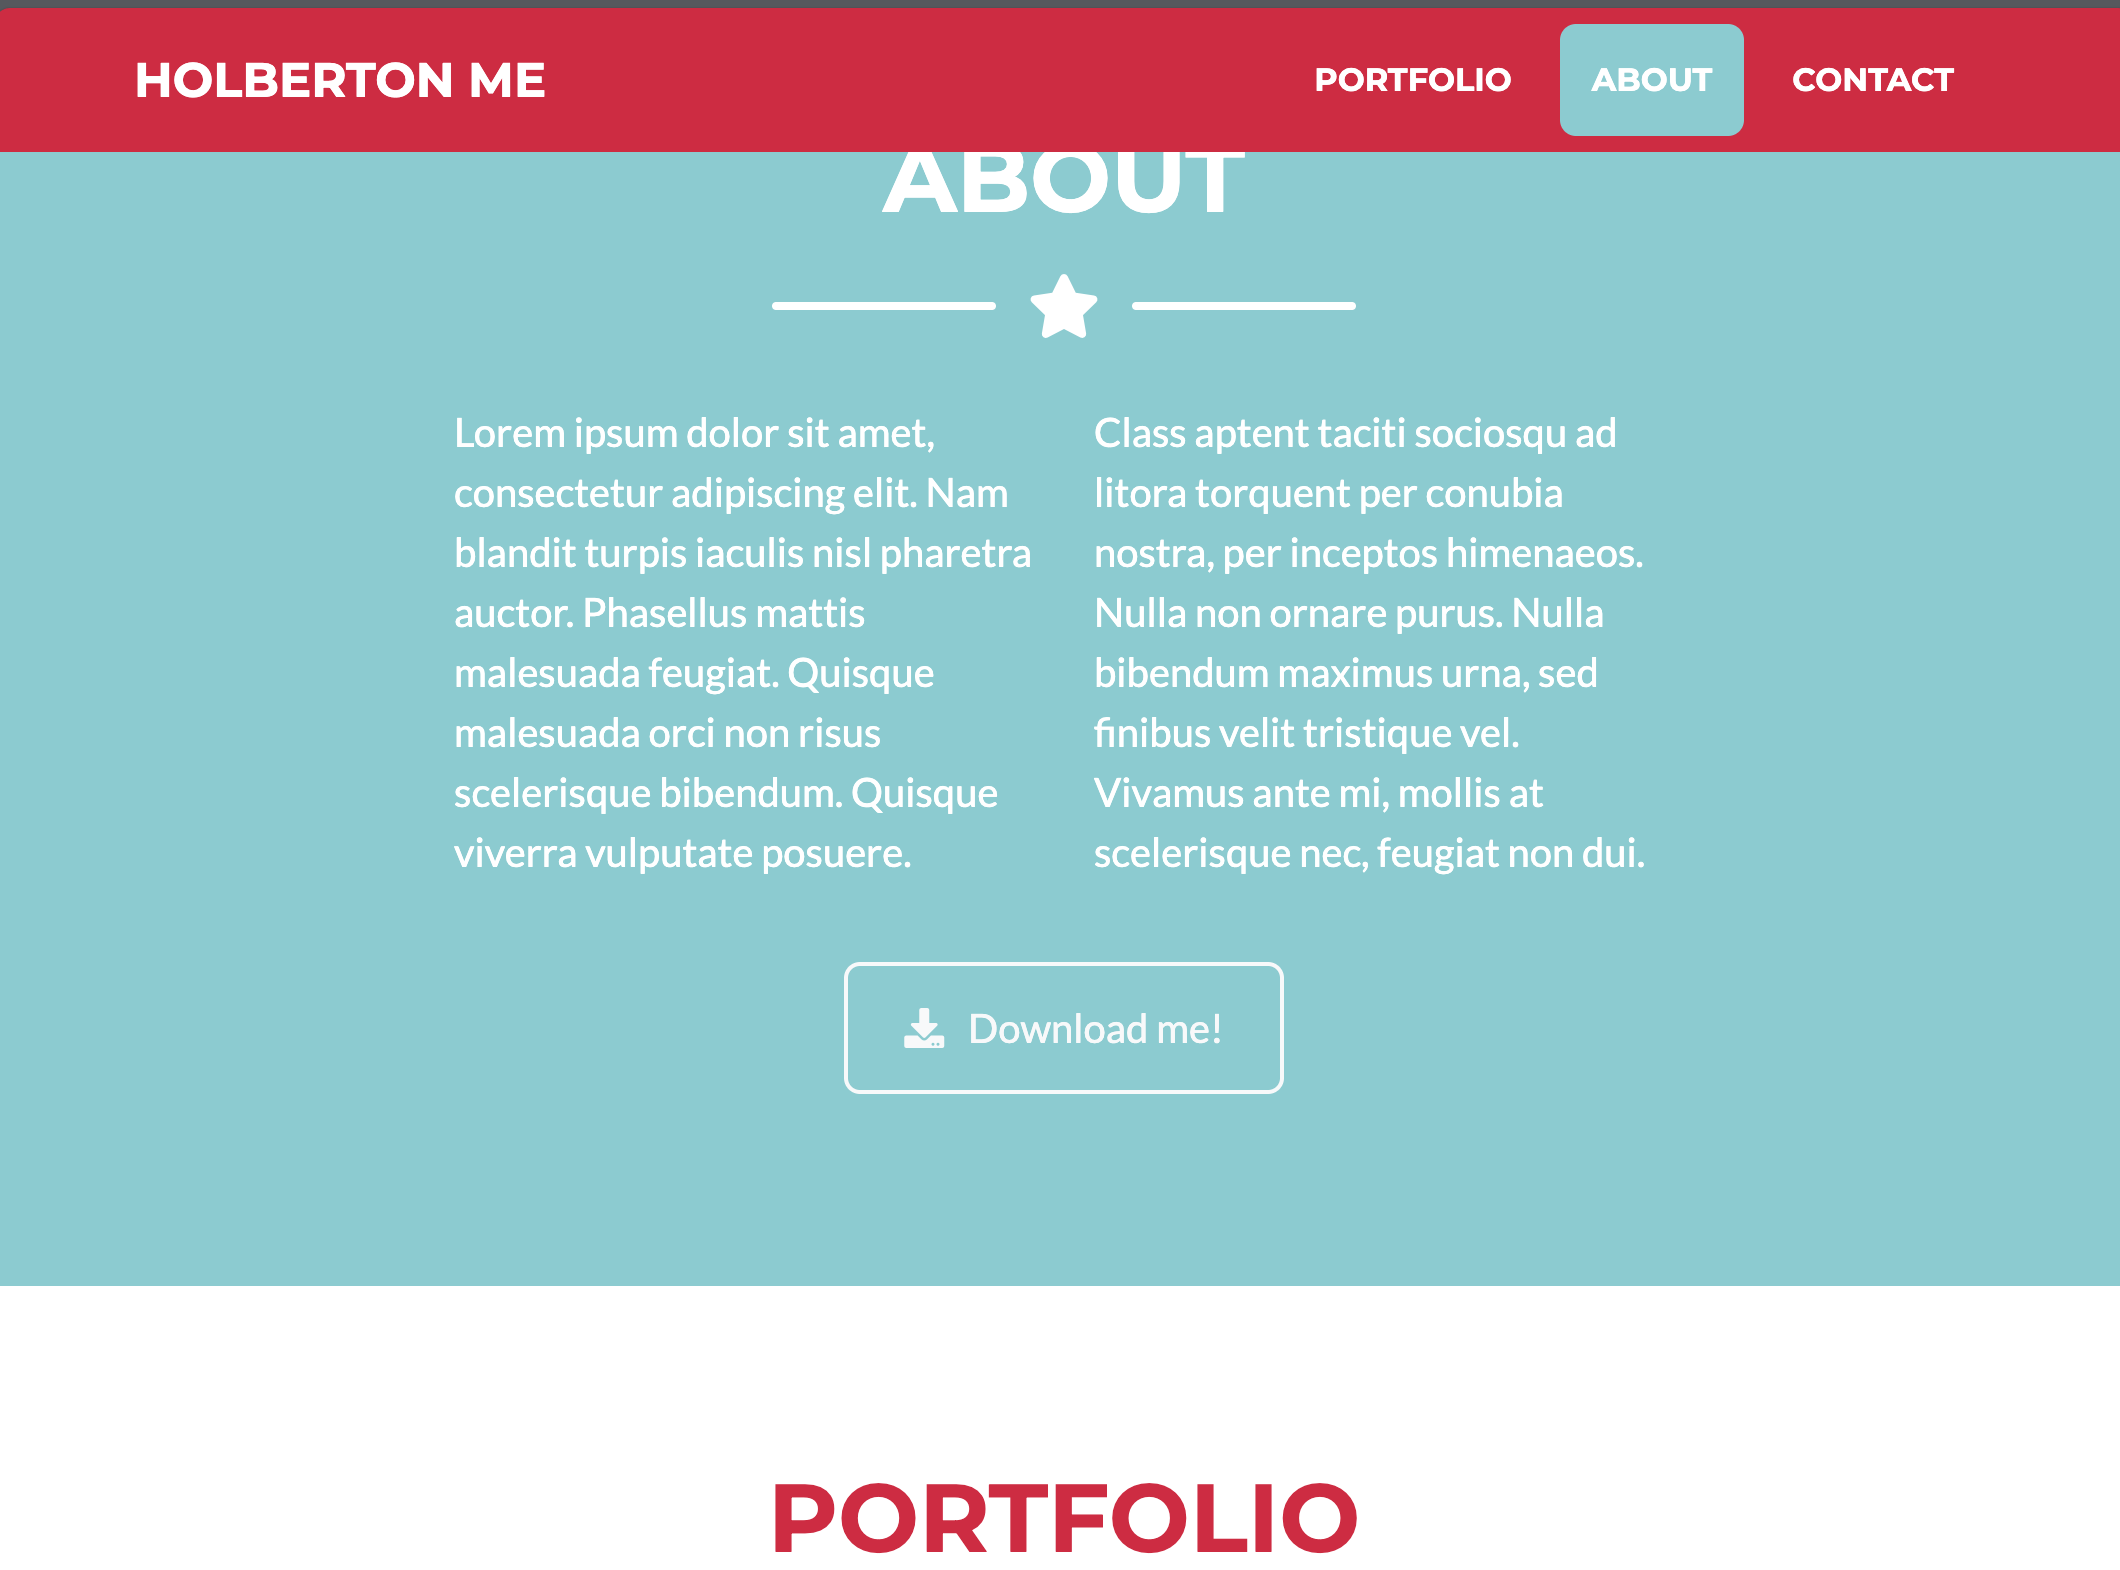 HOLBERTON ME
PORTFOLIO
ABOUT
CONTACT
ABOUT
Lorem ipsum dolor sit amet,
consectetur adipiscing elit. Nam
blandit turpis iaculis nisl pharetra
auctor. Phasellus mattis
malesuada feugiat. Quisque
malesuada orci non risus
scelerisque bibendum. Quisque
viverra vulputate posuere.
Class aptent taciti sociosqu ad
litora torquent per conubia
nostra, per inceptos himenaeos.
Nulla non ornare purus. Nulla
bibendum maximus urna, sed
finibus velit tristique vel.
Vivamus ante mi, mollis at
scelerisque nec, feugiat non dui.
Download me!
PORTFOLIO